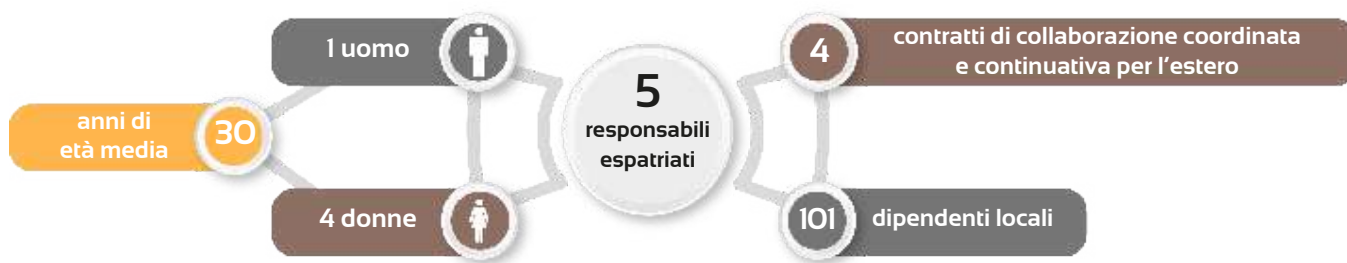 1 uomo
anni di
età media
30
4 donne
5
responsabili
espatriati
4
contratti di collaborazione coordinata
e continuativa per l'estero
101
dipendenti locali